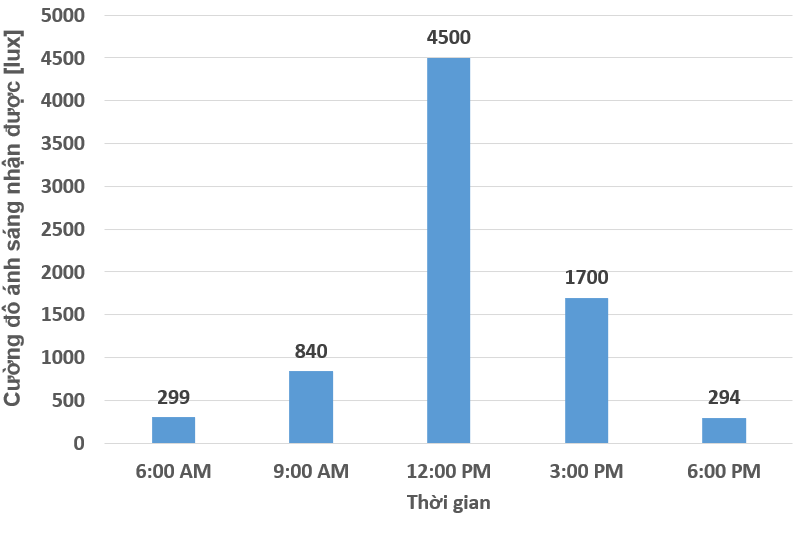 5000
4500
4000
3500
3000
2500
2000
1500
1000
500
0
Cường đô ánh sáng nhận được [lux]
299
840
4500
1700
294
6:00 AM
9:00 AM
12:00 PM
3:00 PM
6:00 PM
Thời gian